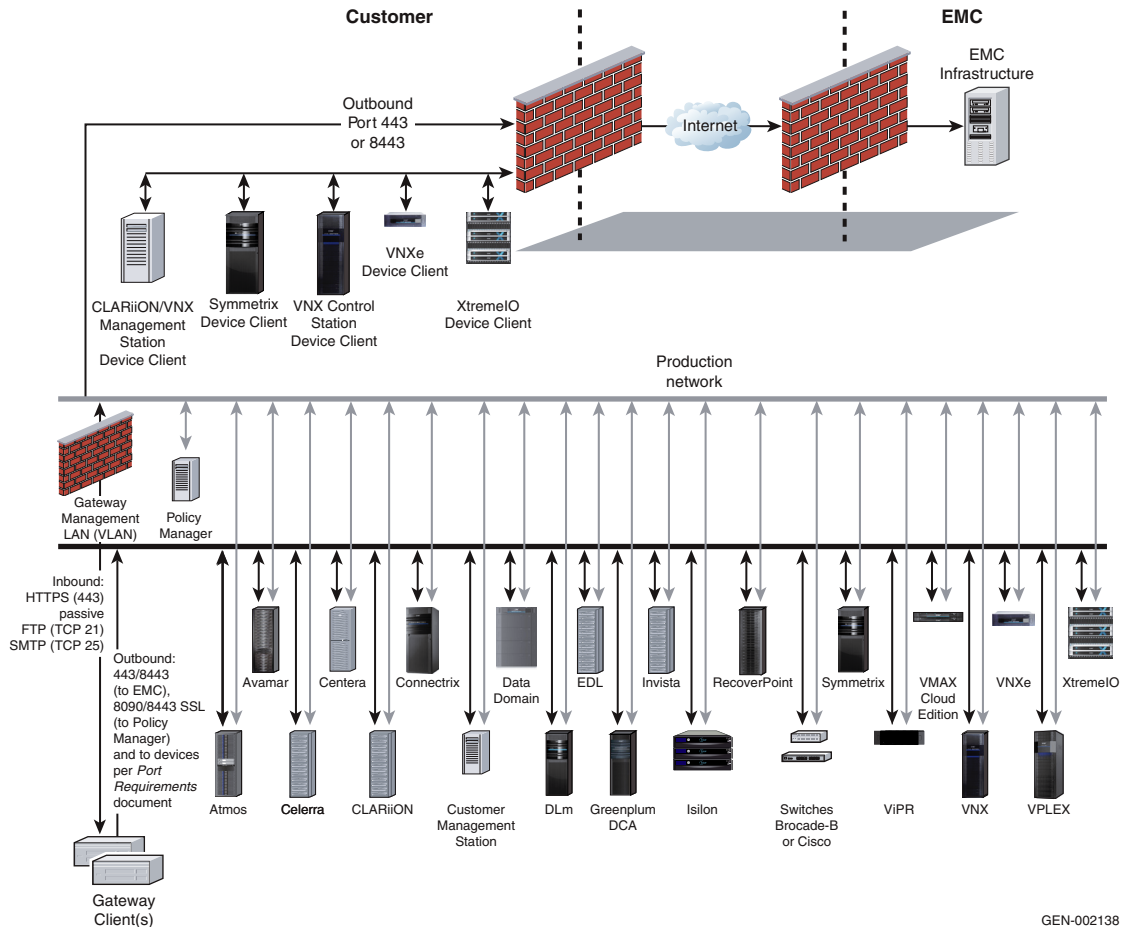 Customer
EMC
EMC
Infrastructure
Outbound
Port 443
or 8443
Internet
CLARiiON/VNX
Management
Station
Device Client
Symmetrix
Device Client
VNX Control
Station
Device Client
VNXe
Device Client
XtremeIO
Device Client
Production
network
Gateway
Management
LAN (VLAN)
Policy
Manager
Inbound:
HTTPS (443)
passive
FTP (TCP 21)
SMTP (TCP 25)
Outbound:
443/8443
(to EMC),
8090/8443 SSL
(to Policy
Manager)
and to devices
per Port
Requirements
document
Avamar
Centera
Connectrix
Data
Domain
EDL
Invista
RecoverPoint
Symmetrix
VMAX
Cloud
Edition
VNXe
XtremeIO
Atmos
Celerra
CLARiiON
Customer
Management
Station
DLm
Greenplum
DCA
Isilon
Switches
Brocade-B
or Cisco
ViPR
VNX
VPLEX
Gateway
Client(s)
GEN-002138